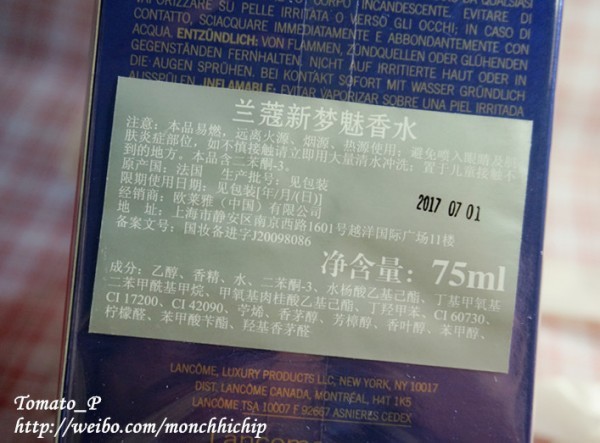 VAPORIZZARE SU PELLE IRRITATA O VERSO GLI OCCHI; IN CASO DI
CONTATTO, SCIACQUARE IMMEDIATAMENTE E ABBONDANTEMENTE CON
ACQUA. ENTZÜNDLICH: VON FLAMMEN, ZÜNDQUELLEN ODER GLÜHENDEN
GEGENSTÄNDEN FERNHALTEN, NICHT AUF IRRITIERTE HAUT ODER IN
DIE AUGEN SPRÜHEN. BEI KONTAKT SOFORT MIT WASSER GRÜNDLICH
AUSSPÜLEN. INFLAMABLE: EVITAR VAPORIZAR SOBRE UNA PIEL IRRITADA
兰蔻新梦魅香水
注意：本品易燃，远离火源、烟源、热源使用；避免喷入眼睛及
肤炎症部位，如不慎接触请立即用大量清水冲洗；置于儿童接触不
到的地方。本品含二苯酮-3。
原产国：法国 生产批号：见包装
限期使用日期：见包装[年/月/(日)]
经销商：欧莱雅（中国）有限公司
地 址：上海市静安区南京西路1601号越洋国际广场11楼
备案文号：国妆备进字J20098086
2017 07 01
净含量：75ml
成分：乙醇、香精、水、二苯酮-3、水杨酸乙基己酯、丁基甲氧基
二苯甲酰基甲烷、甲氧基肉桂酸乙基己酯、丁羟甲苯、CI 60730、
CI 17200、CI 42090、苧烯、香茅醇、芳樟醇、香叶醇、苯甲醇、
柠檬醛、苯甲酸苄酯、羟基香茅醛
LANCÔME, LUXURY PRODUCTS LLC, NEW YORK, NY 10017
DIST. LANCÔME CANADA, MONTRÉAL, H4T 1K5
LANCÔME TSA 10007 F 92667 ASNIERES CEDEX
Tomato_P
http://weibo.com/monchhichip